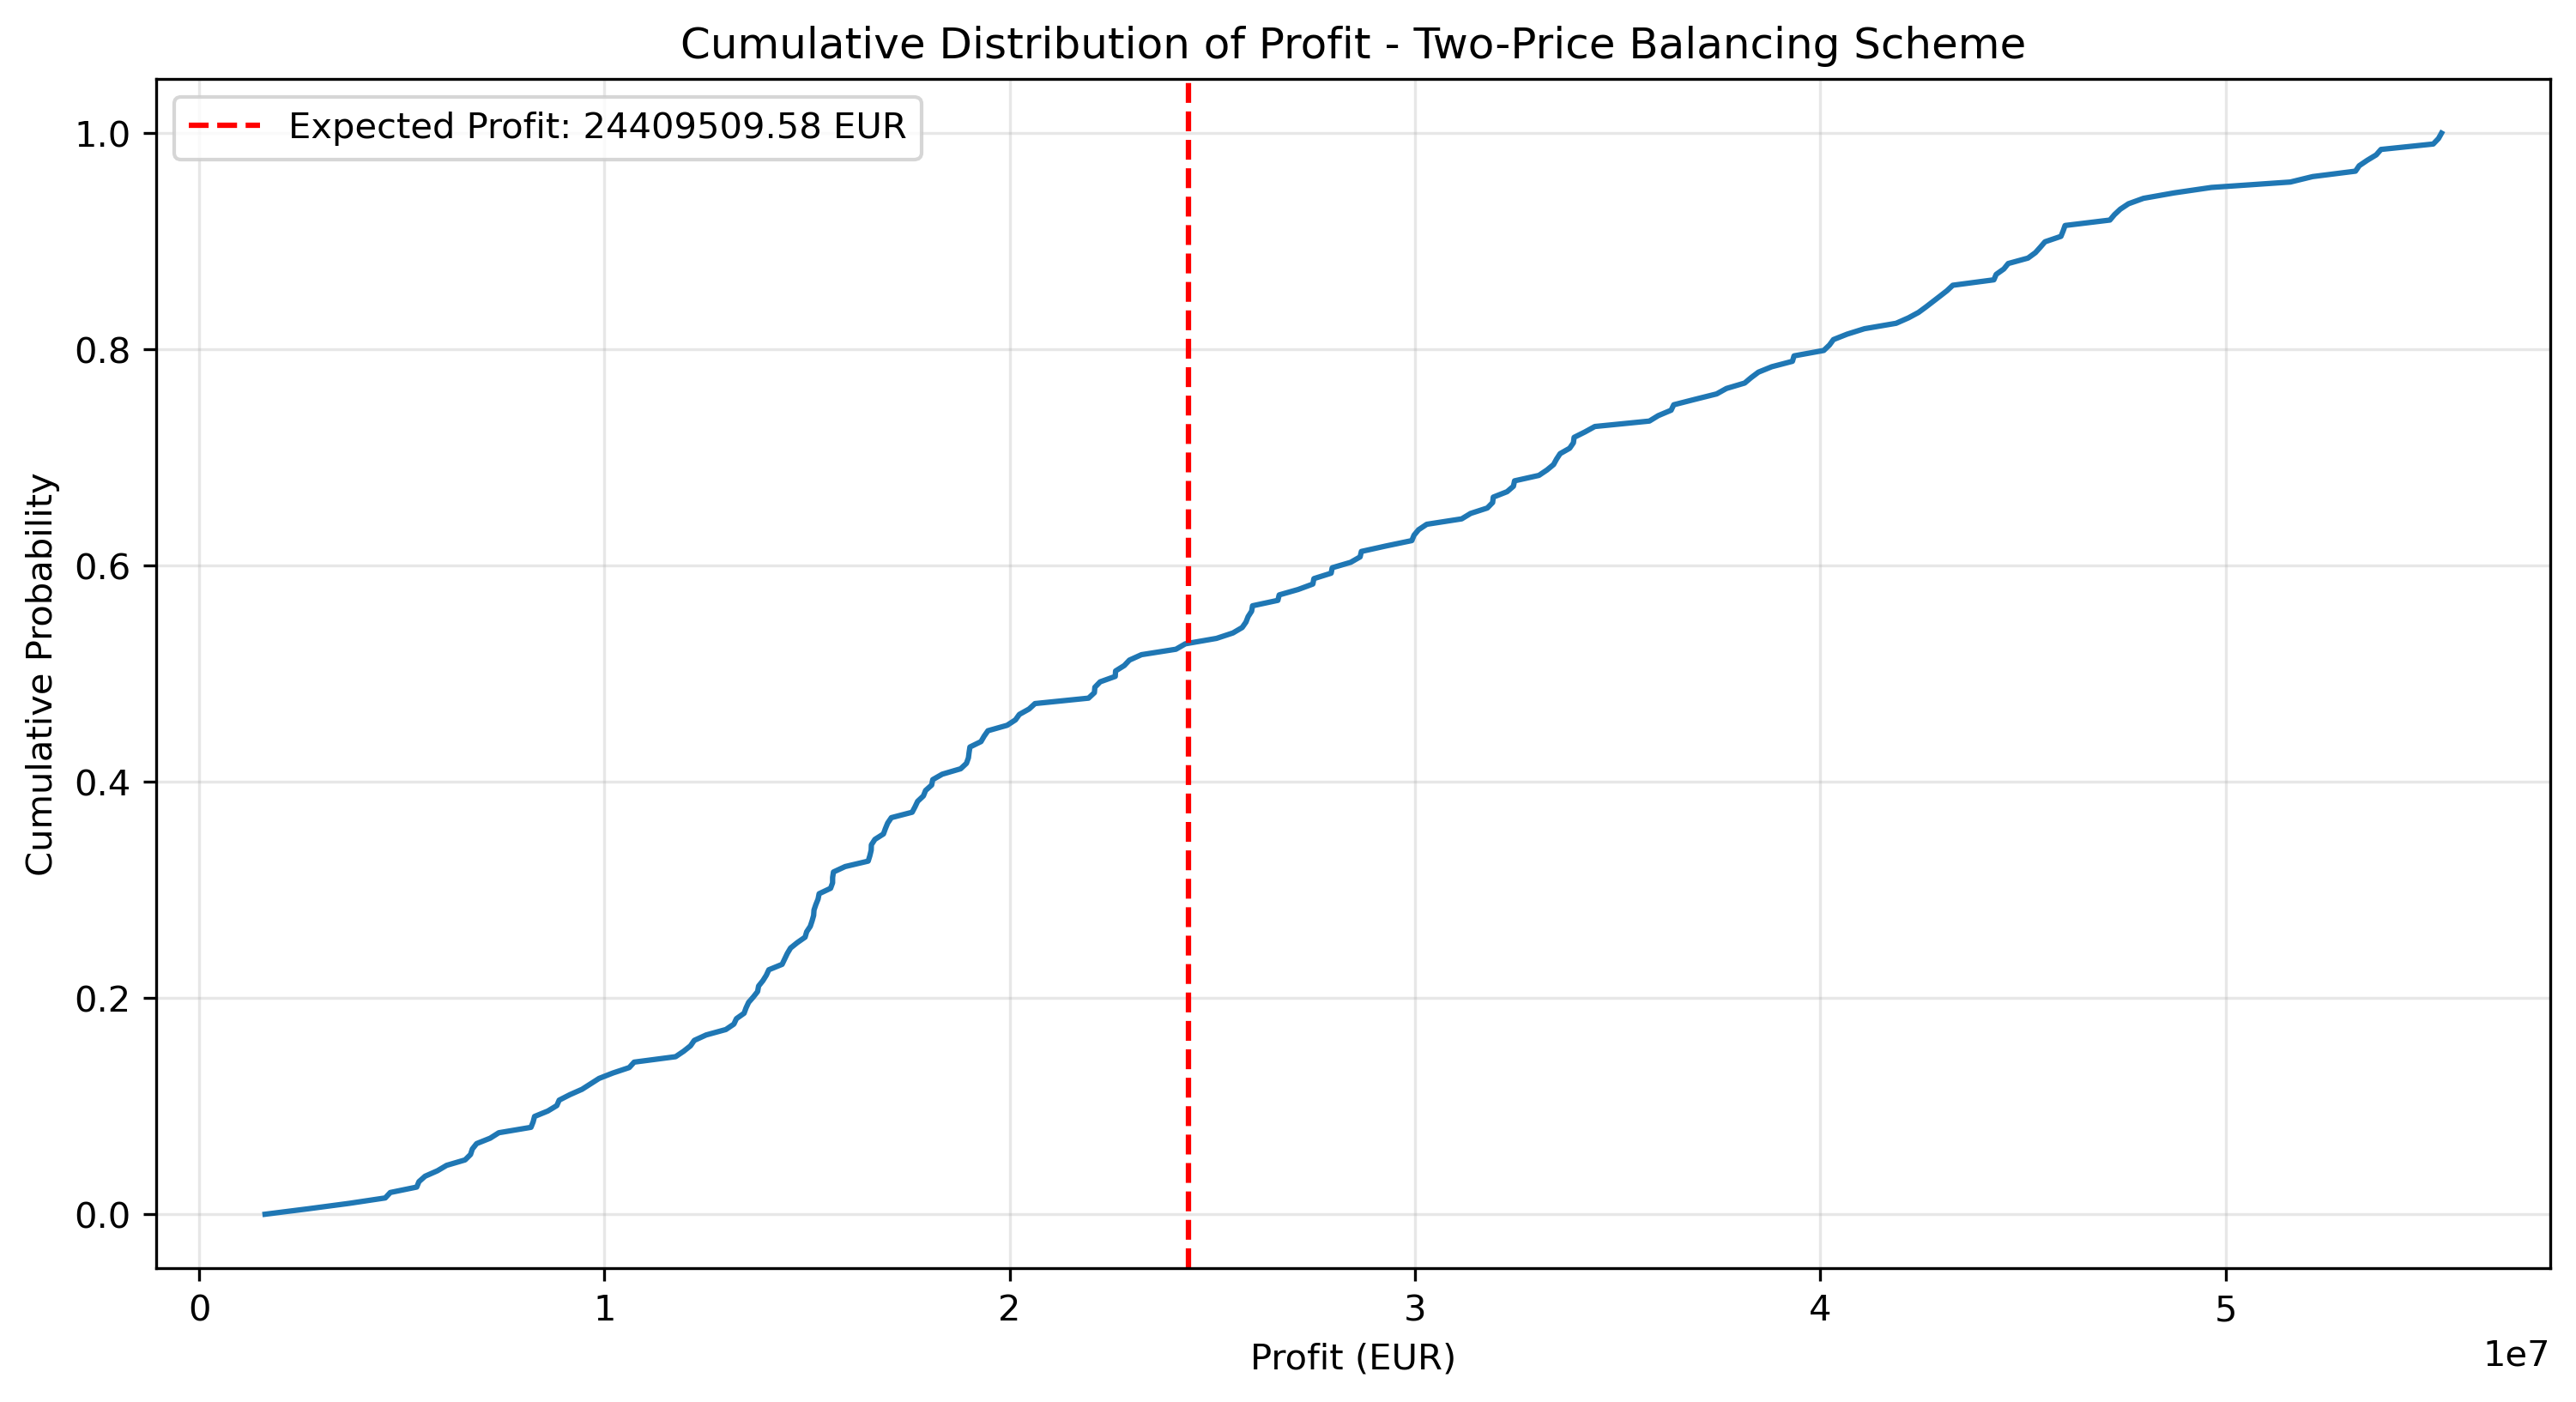 Cumulative Distribution of Profit - Two-Price Balancing Scheme
Expected Profit: 24409509.58 EUR
Cumulative Probability
1.0
0.8
0.6
0.4
0.2
0.0
0 1 2 3 4 5
1e7
Profit (EUR)